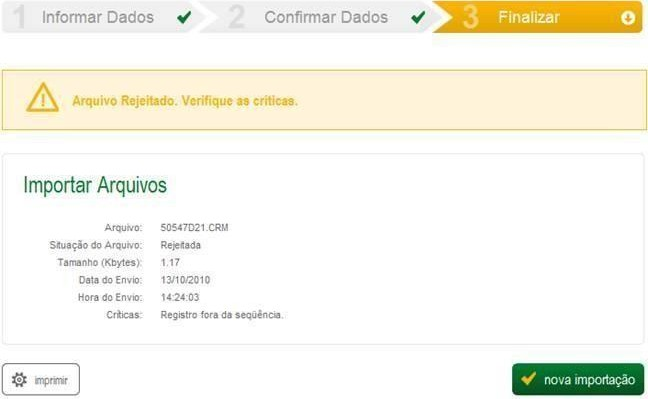 1 Informar Dados 2 Confirmar Dados 3 Finalizar
Arquivo Rejeitado. Verifique as críticas.
Importar Arquivos
Arquivo: 50547D21.CRM
Situação do Arquivo: Rejeitada
Tamanho (Kbytes): 1.17
Data do Envio: 13/10/2010
Hora do Envio: 14:24:03
Críticas: Registro fora da seqüência.
imprimir nova importação